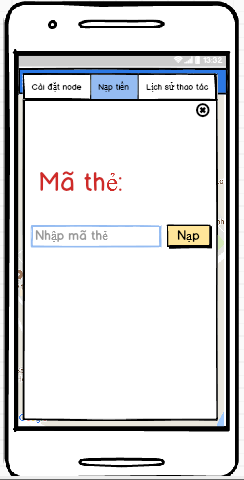 13:32
Cài đặt node
Nạp tiền
Lịch sử thao tác
Mã thẻ:
Nhập mã thẻ
Nạp